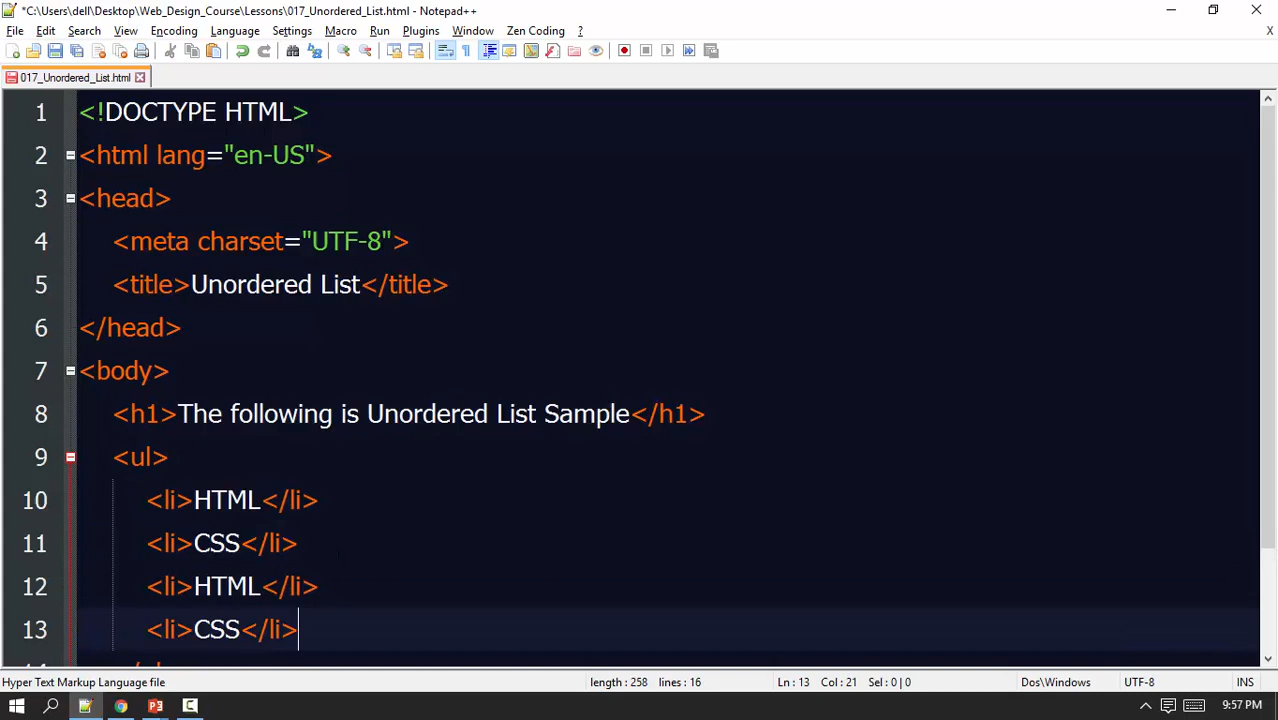 *C:\Users\dell\Desktop\Web_Design_Course\Lessons\017_Unordered_List.html - Notepad++
File Edit Search View Encoding Language Settings Macro Run Plugins Window Zen Coding ? X
017_Unordered_List.html
1 <!DOCTYPE HTML>
2 <html lang="en-US">
3 <head>
4 <meta charset="UTF-8">
5 <title>Unordered List</title>
6 </head>
7 <body>
8 <h1>The following is Unordered List Sample</h1>
9 <ul>
10 <li>HTML</li>
11 <li>CSS</li>
12 <li>HTML</li>
13 <li>CSS</li>
Hyper Text Markup Language file length : 258 lines : 16 Ln : 13 Col : 21 Sel : 0 | 0 Dos\Windows UTF-8 INS
9:57 PM